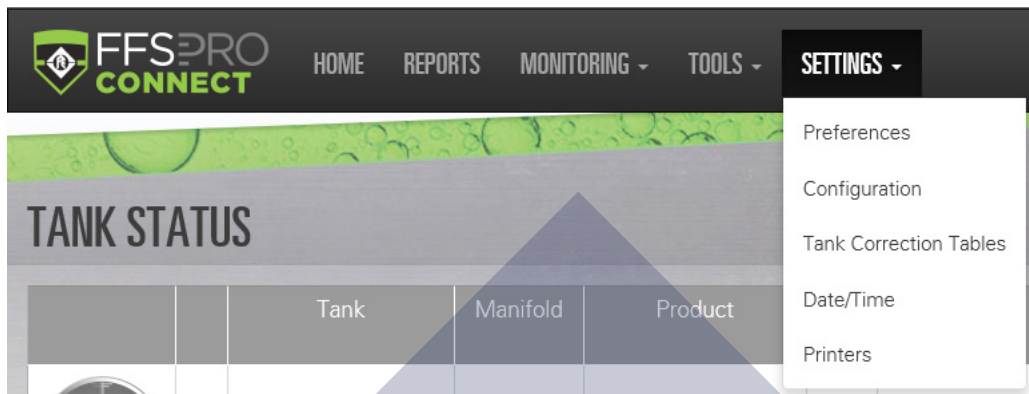 FFSPRO
CONNECT
HOME REPORTS MONITORING TOOLS SETTINGS
Preferences
Configuration
TANK STATUS
Tank Correction Tables
Tank Manifold Product
Date/Time
Printers
F